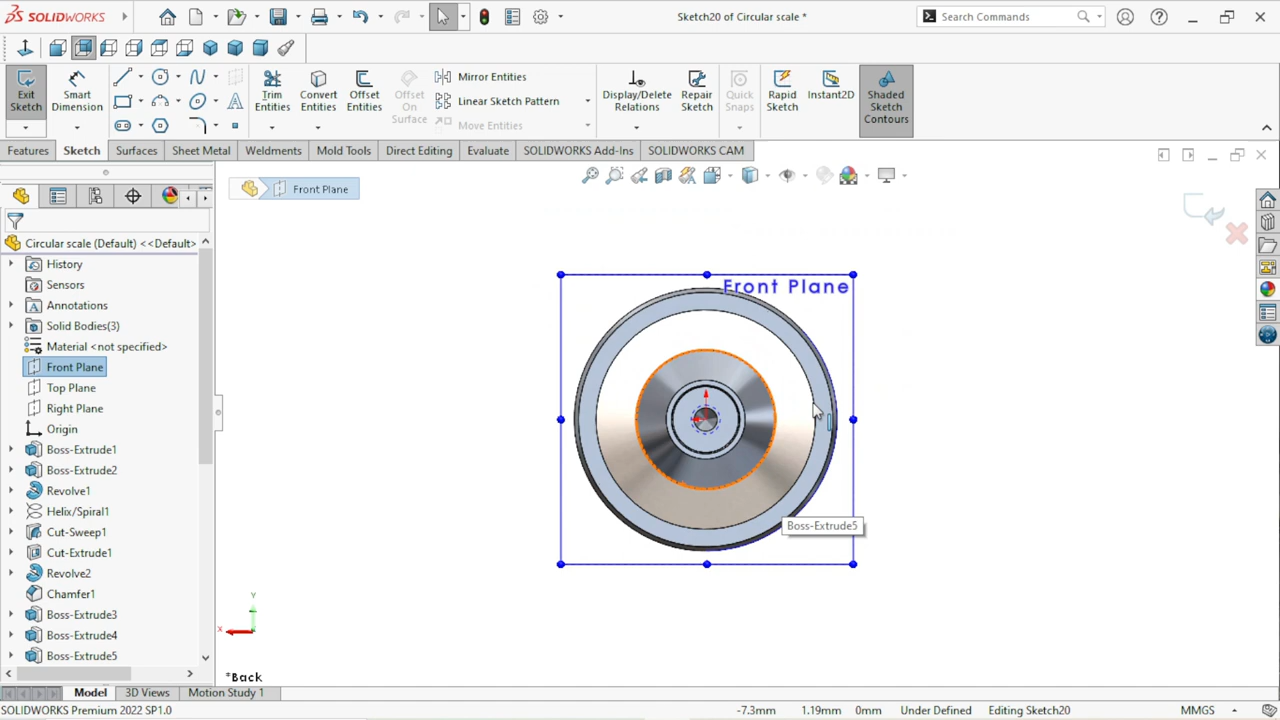 SOLIDWORKS
Sketch20 of Circular scale *
Search Commands
Exit Sketch
Smart Dimension
Trim Entities
Convert Entities
Offset Entities
Offset On Surface
Mirror Entities
Linear Sketch Pattern
Move Entities
Display/Delete Relations
Repair Sketch
Quick Snaps
Rapid Sketch
Instant2D
Shaded Sketch Contours
Features
Sketch
Surfaces
Sheet Metal
Weldments
Mold Tools
Direct Editing
Evaluate
SOLIDWORKS Add-Ins
SOLIDWORKS CAM
Front Plane
Circular scale (Default) <<Default>
History
Sensors
Annotations
Solid Bodies(3)
Material <not specified>
Front Plane
Top Plane
Right Plane
Origin
Boss-Extrude1
Boss-Extrude2
Revolve1
Helix/Spiral1
Cut-Sweep1
Cut-Extrude1
Revolve2
Chamfer1
Boss-Extrude3
Boss-Extrude4
Boss-Extrude5
Front Plane
Boss-Extrude5
Y
X
*Back
Model
3D Views
Motion Study 1
SOLIDWORKS Premium 2022 SP1.0
-7.3mm
1.19mm
0mm
Under Defined
Editing Sketch20
MMGS